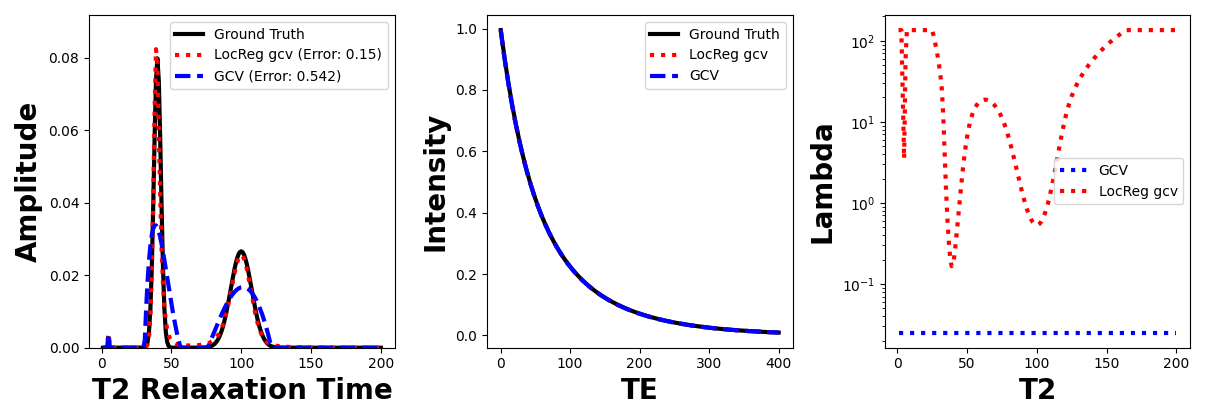 Amplitude
0.08
0.06
0.04
0.02
0.00
0
50
100
150
200
T2 Relaxation Time
Ground Truth
LocReg gcv (Error: 0.15)
GCV (Error: 0.542)
Intensity
1.0
0.8
0.6
0.4
0.2
0.0
0
100
200
300
400
TE
Ground Truth
LocReg gcv
GCV
Lambda
10²
10¹
10⁰
10⁻¹
0
50
100
150
200
T2
GCV
LocReg gcv